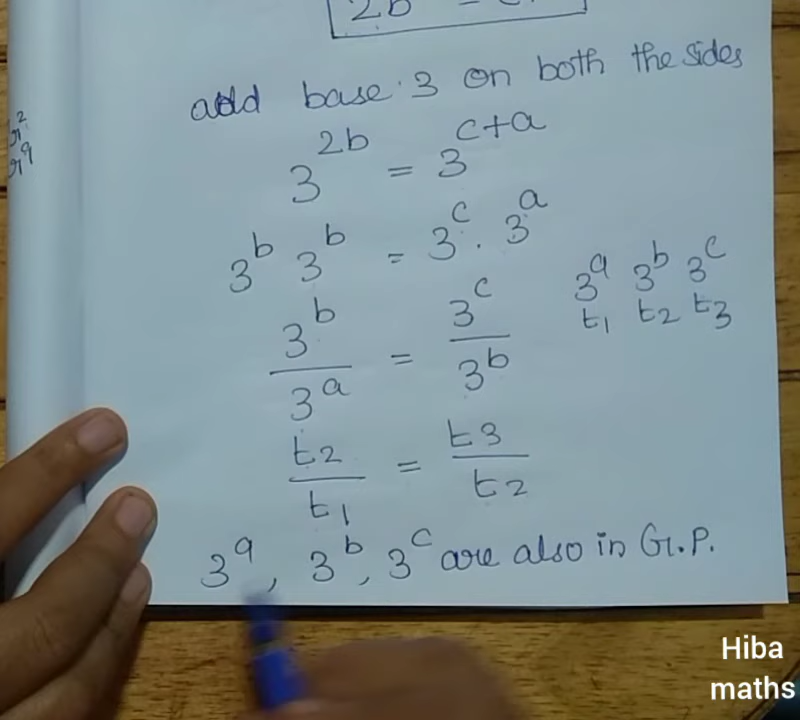 2b =
add base 3 on both the sides
3^{2b} = 3^{c+a}
3^b 3^b = 3^c . 3^a
3^b / 3^a = 3^c / 3^b
3^a 3^b 3^c
t1 t2 t3
t2 / t1 = t3 / t2
3^a, 3^b, 3^c are also in G.P.
Hiba
maths